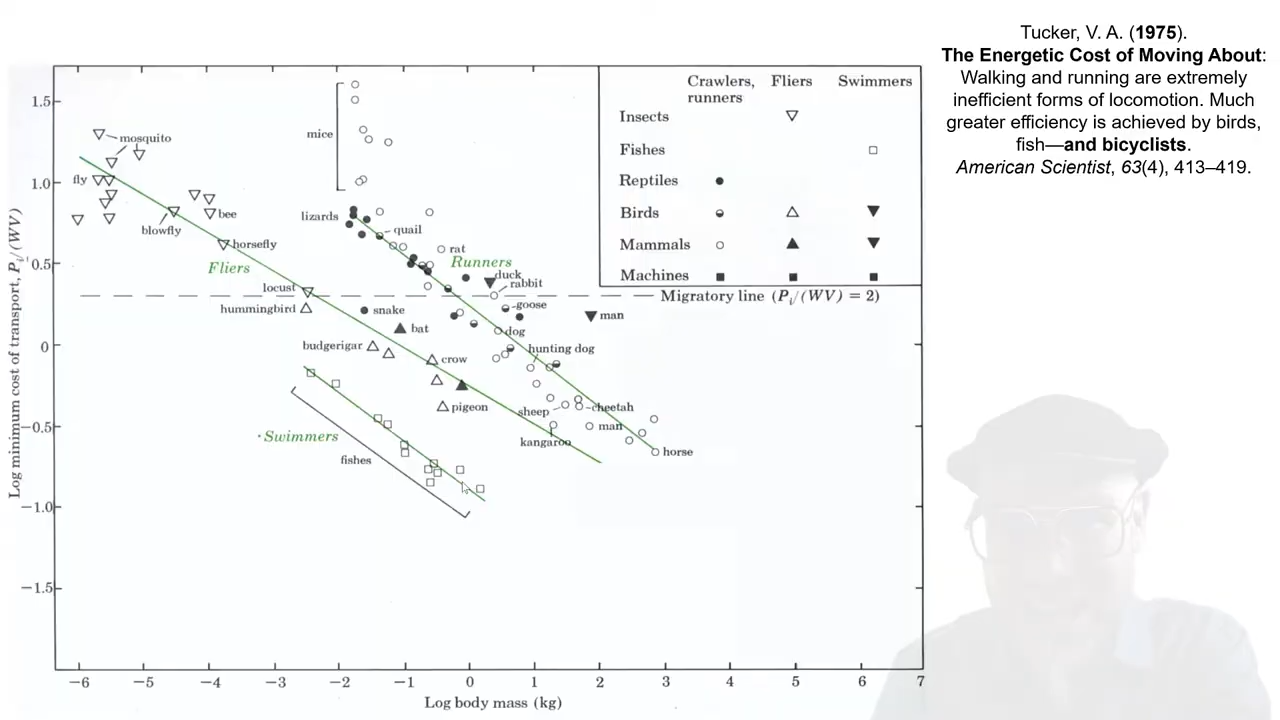 Tucker, V. A. (1975).
The Energetic Cost of Moving About:
Walking and running are extremely
inefficient forms of locomotion. Much
greater efficiency is achieved by birds,
fish—and bicyclists.
American Scientist, 63(4), 413–419.
Crawlers, runners Fliers Swimmers
Insects
Fishes
Reptiles
Birds
Mammals
Machines
Migratory line (Pi/(WV) = 2)
Log minimum cost of transport, Pi/(WV)
1.5
1.0
0.5
0
−0.5
−1.0
−1.5
mice
mosquito
fly
bee
blowfly
horsefly
Fliers
locust
hummingbird
lizards
quail
rat
Runners
duck
rabbit
goose
snake
man
bat
dog
budgerigar
crow
hunting dog
pigeon
sheep
cheetah
man
kangaroo
horse
Swimmers
fishes
−6 −5 −4 −3 −2 −1 0 1 2 3 4 5 6 7
Log body mass (kg)